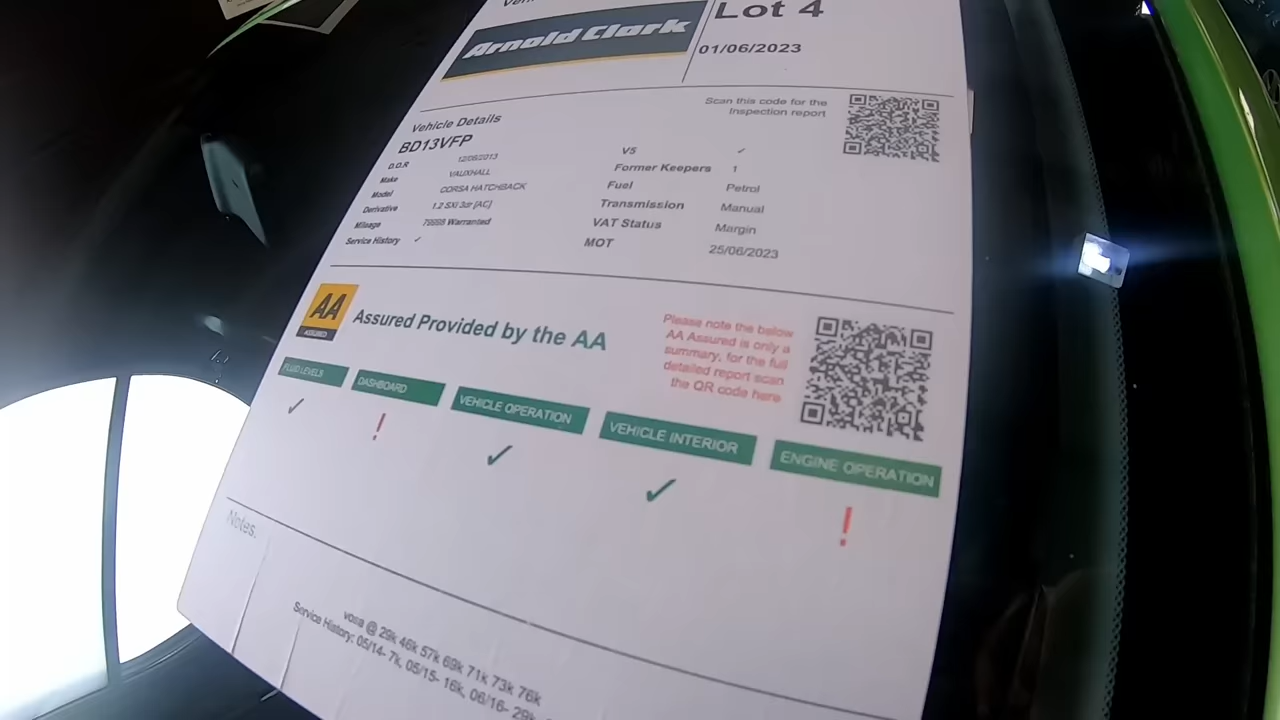 Lot 4
Arnold Clark
01/06/2023
Scan this code for the
Inspection report
Vehicle Details
BD13VFP
D.O.R 12/06/2013
Make VAUXHALL
Model CORSA HATCHBACK
Derivative 1.2 SXi 3dr [AC]
Mileage Warranted
Service History ✓
V5 ✓
Former Keepers 1
Fuel Petrol
Transmission Manual
VAT Status Margin
MOT 25/06/2023
AA
ASSURED
Assured Provided by the AA
Please note the below
AA Assured is only a
summary, for the full
detailed report scan
the QR code here
FLUID LEVELS ✓
DASHBOARD !
VEHICLE OPERATION ✓
VEHICLE INTERIOR ✓
ENGINE OPERATION !
Notes:
vosa @ 29k 46k 57k 69k 71k 73k 76k
Service History: 05/14- 7k, 05/15- 16k, 06/16- 29k